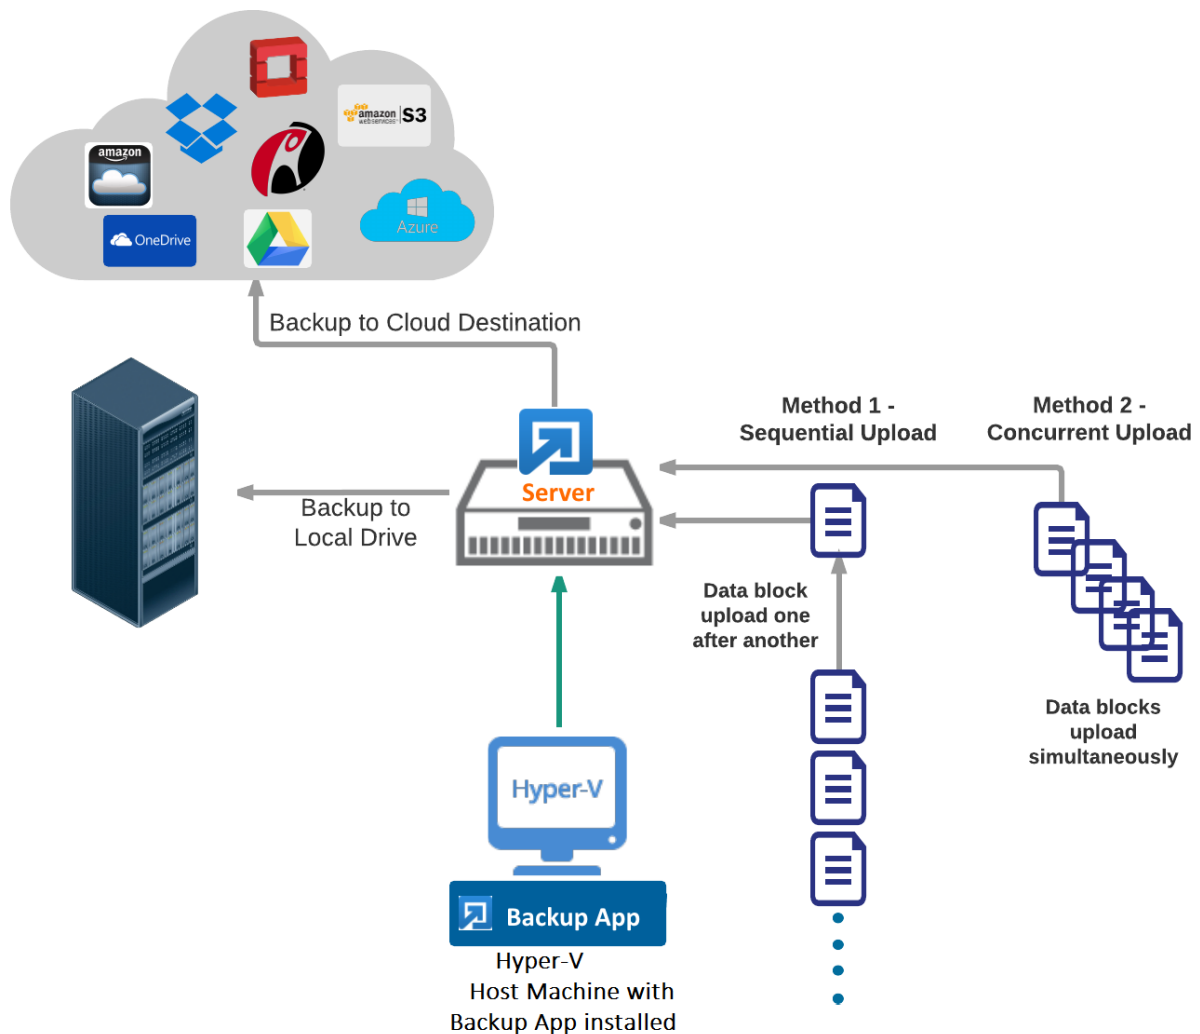 amazon
web services
S3
amazon
OneDrive
Azure
Backup to Cloud Destination
Method 1 -
Sequential Upload
Method 2 -
Concurrent Upload
Server
Backup to
Local Drive
Data block
upload one
after another
Data blocks
upload
simultaneously
Hyper-V
Backup App
Hyper-V
Host Machine with
Backup App installed